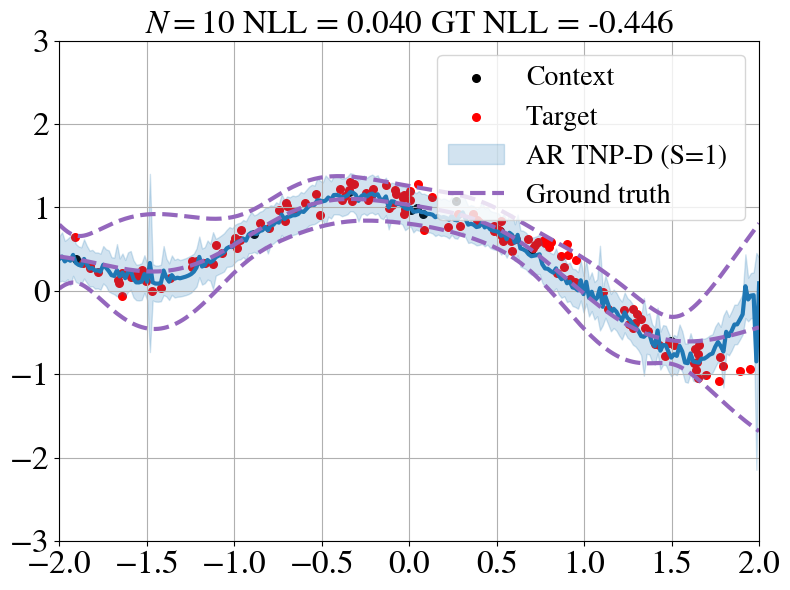 N = 10 NLL = 0.040 GT NLL = -0.446
3
2
1
0
−1
−2
−3
Context
Target
AR TNP-D (S=1)
Ground truth
−2.0 −1.5 −1.0 −0.5 0.0 0.5 1.0 1.5 2.0